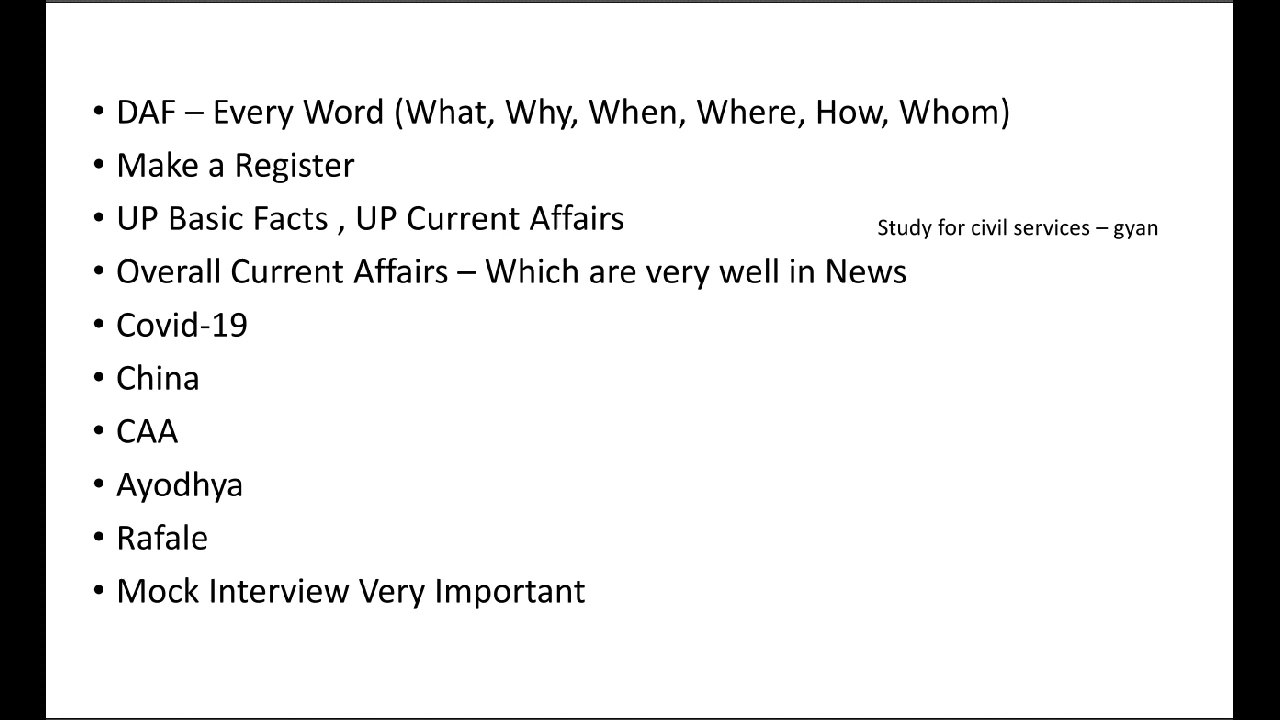 • DAF – Every Word (What, Why, When, Where, How, Whom)
• Make a Register
• UP Basic Facts , UP Current Affairs
Study for civil services – gyan
• Overall Current Affairs – Which are very well in News
• Covid-19
• China
• CAA
• Ayodhya
• Rafale
• Mock Interview Very Important